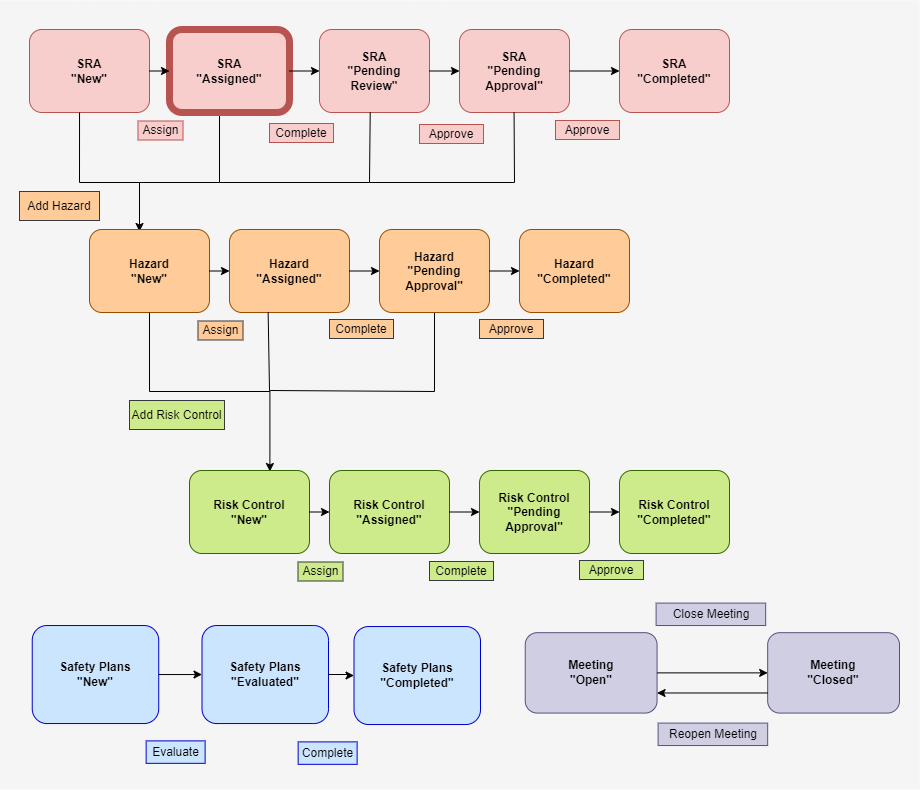 SRA
"New"
SRA
"Assigned"
SRA
"Pending
Review"
SRA
"Pending
Approval"
SRA
"Completed"
Assign
Complete
Approve
Approve
Add Hazard
Hazard
"New"
Hazard
"Assigned"
Hazard
"Pending
Approval"
Hazard
"Completed"
Assign
Complete
Approve
Add Risk Control
Risk Control
"New"
Risk Control
"Assigned"
Risk Control
"Pending
Approval"
Risk Control
"Completed"
Assign
Complete
Approve
Safety Plans
"New"
Safety Plans
"Evaluated"
Safety Plans
"Completed"
Evaluate
Complete
Close Meeting
Meeting
"Open"
Meeting
"Closed"
Reopen Meeting